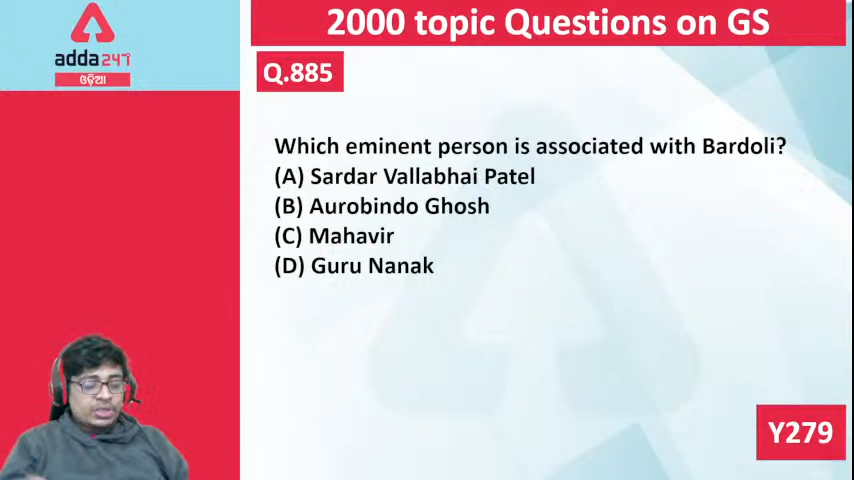 2000 topic Questions on GS
adda247
ଓଡ଼ିଆ
Q.885
Which eminent person is associated with Bardoli?
(A) Sardar Vallabhai Patel
(B) Aurobindo Ghosh
(C) Mahavir
(D) Guru Nanak
Y279